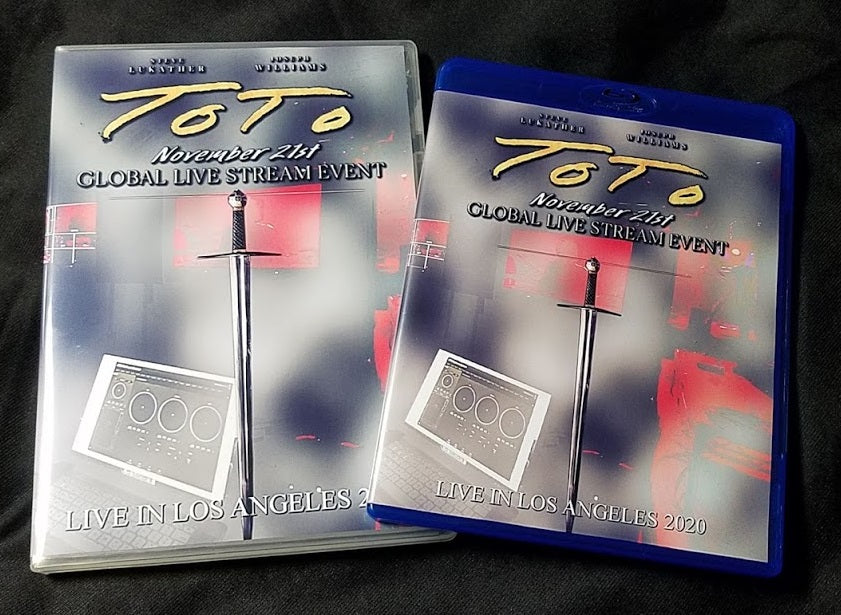 STEVE LUKATHER
JOSEPH WILLIAMS
TOTO
November 21st
GLOBAL LIVE STREAM EVENT
LIVE IN LOS ANGELES 2
STEVE LUKATHER
JOSEPH WILLIAMS
TOTO
November 21st
GLOBAL LIVE STREAM EVENT
LIVE IN LOS ANGELES 2020